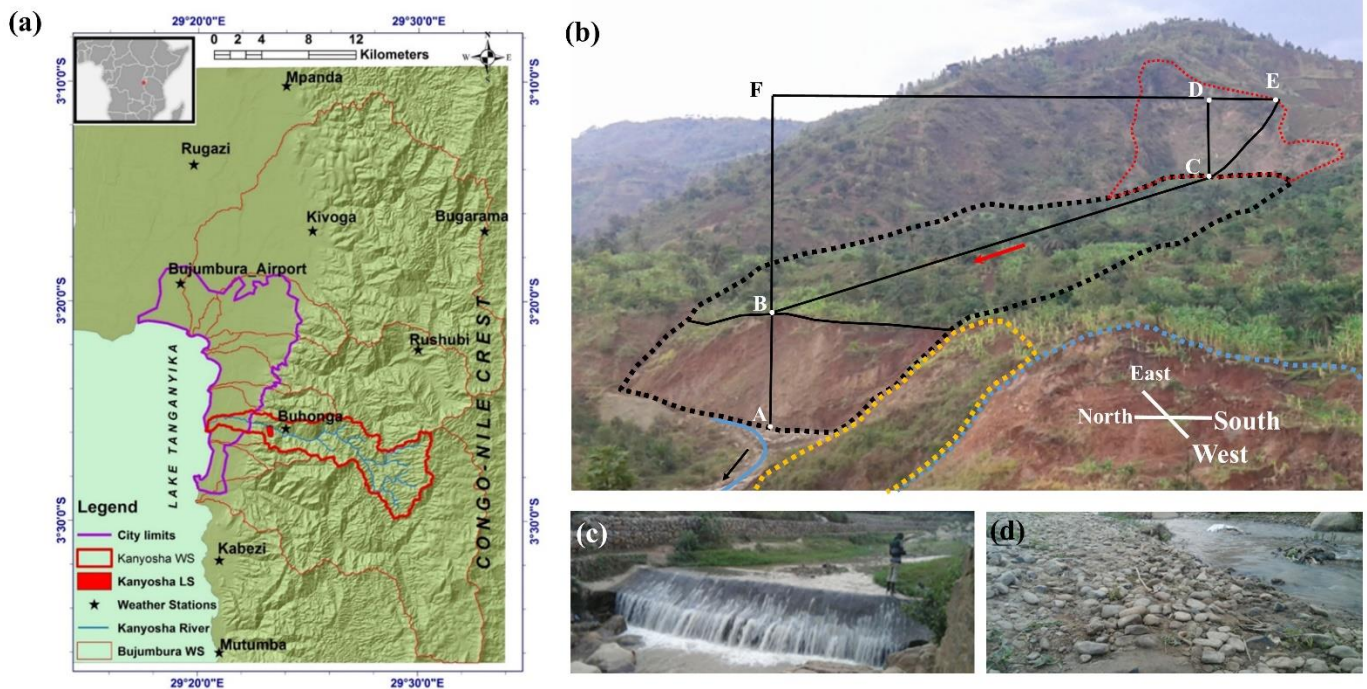 (a)
29°20'0"E
29°30'0"E
0 2 4 8 12
Kilometers
N
W E
S
3°10'0"S
3°10'0"S
Mpanda
Rugazi
Kivoga
Bugarama
Bujumbura_Airport
3°20'0"S
3°20'0"S
Rushubi
LAKE TANGANYIKA
CONGO-NILE CREST
Buhonga
Legend
City limits
Kanyosha WS
Kanyosha LS
Weather Stations
Kanyosha River
Bujumbura WS
3°30'0"S
3°30'0"S
Kabezi
Mutumba
29°20'0"E
29°30'0"E
(b)
F
D
E
C
B
A
East
North
South
West
(c)
(d)